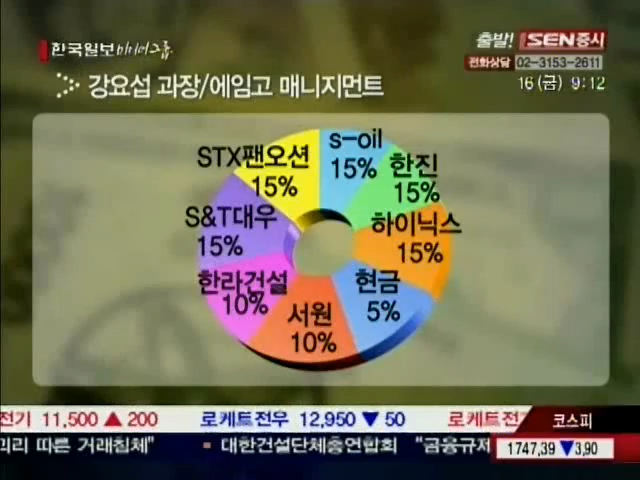 한국일보 미디어그룹
출발! SEN증시
전화상담 02-3153-2611
강요섭 과장/에임고 매니지먼트
16(금) 9:12
s-oil
15%
한진
15%
하이닉스
15%
현금
5%
서원
10%
한라건설
10%
S&T대우
15%
STX팬오션
15%
전기 11,500 ▲ 200 로케트전우 12,950 ▼ 50 로케트전
코스피
리 따른 거래침체" ▪ 대한건설단체총연합회 "금융규제
1747,39 ▼3,90